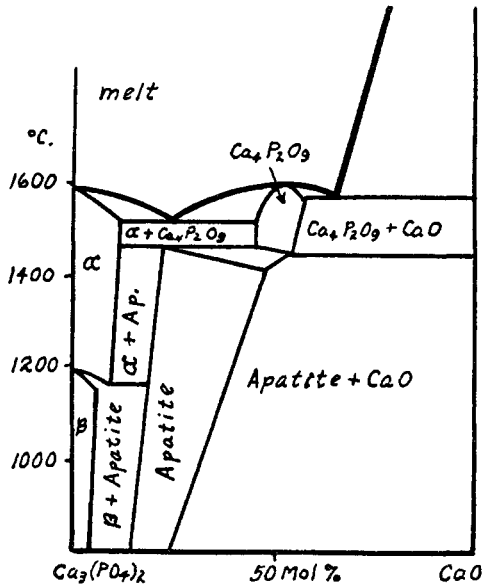 melt
°C.
Ca₄P₂O₉
1600
α + Ca₄P₂O₉
Ca₄P₂O₉ + CaO
α
1400
α + Ap.
1200
Apatite + CaO
β
β + Apatite
Apatite
1000
Ca₃(PO₄)₂
50 Mol %
CaO